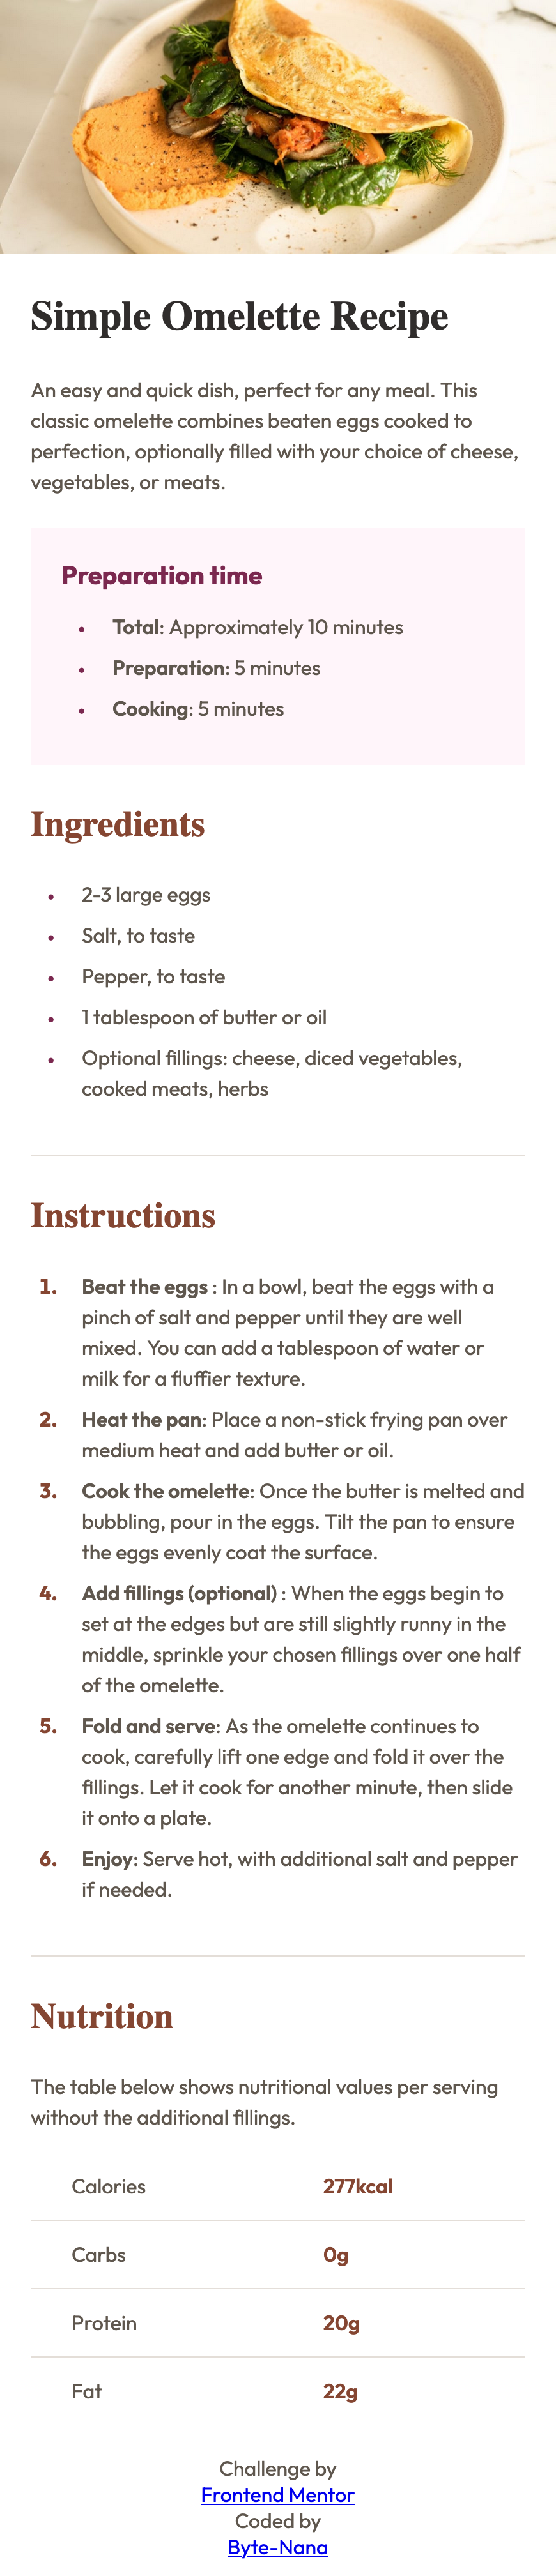 Simple Omelette Recipe
An easy and quick dish, perfect for any meal. This
classic omelette combines beaten eggs cooked to
perfection, optionally filled with your choice of cheese,
vegetables, or meats.
Preparation time
• Total: Approximately 10 minutes
• Preparation: 5 minutes
• Cooking: 5 minutes
Ingredients
• 2-3 large eggs
• Salt, to taste
• Pepper, to taste
• 1 tablespoon of butter or oil
• Optional fillings: cheese, diced vegetables,
cooked meats, herbs
Instructions
1. Beat the eggs : In a bowl, beat the eggs with a
pinch of salt and pepper until they are well
mixed. You can add a tablespoon of water or
milk for a fluffier texture.
2. Heat the pan: Place a non-stick frying pan over
medium heat and add butter or oil.
3. Cook the omelette: Once the butter is melted and
bubbling, pour in the eggs. Tilt the pan to ensure
the eggs evenly coat the surface.
4. Add fillings (optional) : When the eggs begin to
set at the edges but are still slightly runny in the
middle, sprinkle your chosen fillings over one half
of the omelette.
5. Fold and serve: As the omelette continues to
cook, carefully lift one edge and fold it over the
fillings. Let it cook for another minute, then slide
it onto a plate.
6. Enjoy: Serve hot, with additional salt and pepper
if needed.
Nutrition
The table below shows nutritional values per serving
without the additional fillings.
Calories 277kcal
Carbs 0g
Protein 20g
Fat 22g
Challenge by
Frontend Mentor
Coded by
Byte-Nana